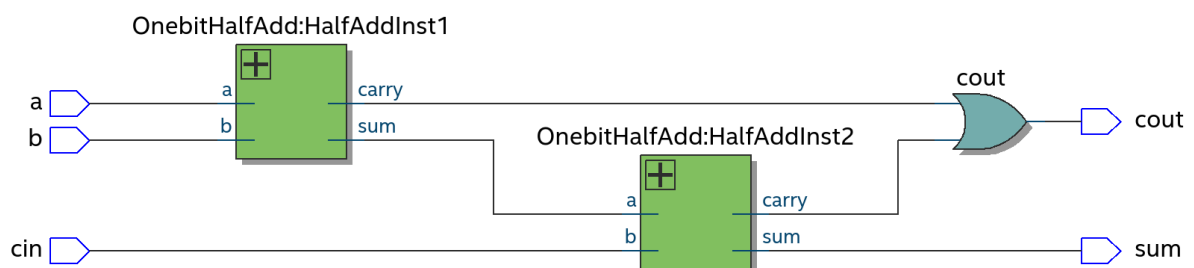 OnebitHalfAdd:HalfAddInst1
a
b
a
b
carry
sum
OnebitHalfAdd:HalfAddInst2
cout
cout
cin
a
b
carry
sum
sum